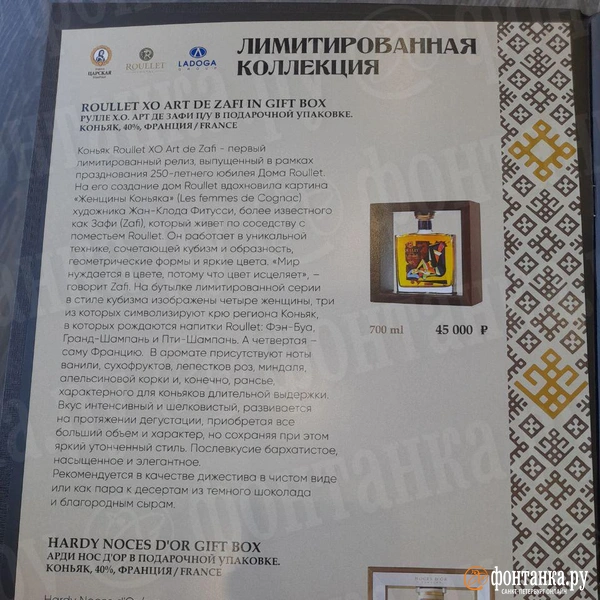 ЦАРСКАЯ
ROULLET
LADOGA
ЛИМИТИРОВАННАЯ
КОЛЛЕКЦИЯ
ROULLET XO ART DE ZAFI IN GIFT BOX
РУЛЛЕ X.O. АРТ ДЕ ЗАФИ П/У В ПОДАРОЧНОЙ УПАКОВКЕ.
КОНЬЯК, 40%, ФРАНЦИЯ / FRANCE
Коньяк Roullet XO Art de Zafi - первый
лимитированный релиз, выпущенный в рамках
празднования 250-летнего юбилея Дома Roullet.
На его создание дом Roullet вдохновила картина
«Женщины Коньяка» (Les femmes de Cognac)
художника Жан-Клода Фитусси, более известного
как Зафи (Zafi), который живет по соседству с
поместьем Roullet. Он работает в уникальной
технике, сочетающей кубизм и образность,
геометрические формы и яркие цвета. «Мир
нуждается в цвете, потому что цвет исцеляет», –
говорит Zafi. На бутылке лимитированной серии
в стиле кубизма изображены четыре женщины, три
из которых символизируют крю региона Коньяк,
в которых рождаются напитки Roullet: Фэн-Буа,
Гранд-Шампань и Пти-Шампань. А четвертая –
саму Францию. В аромате присутствуют ноты
ванили, сухофруктов, лепестков роз, миндаля,
апельсиновой корки и, конечно, рансье,
характерного для коньяков длительной выдержки.
Вкус интенсивный и шелковистый, развивается
на протяжении дегустации, приобретая все
больший объем и характер, но сохраняя при этом
яркий утонченный стиль. Послевкусие бархатистое,
насыщенное и элегантное.
Рекомендуется в качестве дижестива в чистом виде
или как пара к десертам из темного шоколада
и благородным сырам.
700 ml 45 000 ₽
HARDY NOCES D'OR GIFT BOX
АРДИ НОС Д'ОР В ПОДАРОЧНОЙ УПАКОВКЕ.
КОНЬЯК, 40%, ФРАНЦИЯ / FRANCE
фонтанка.ру
САНКТ-ПЕТЕРБУРГ ОНЛАЙН